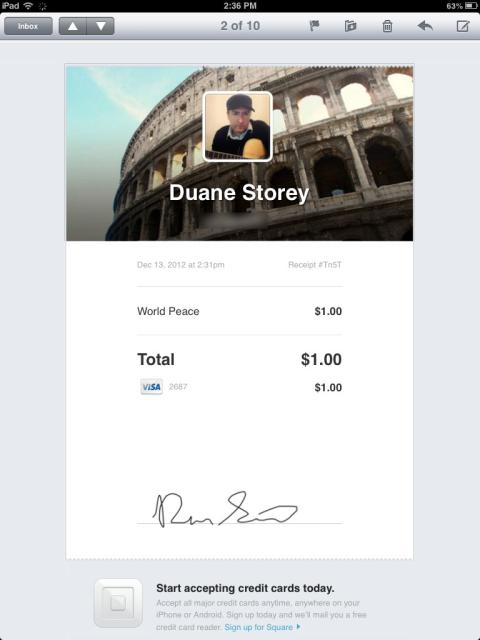 iPad 2:36 PM 63%
Inbox 2 of 10
Duane Storey
Dec 13, 2012 at 2:31pm Receipt #Tn5T
World Peace $1.00
Total $1.00
VISA 2687 $1.00
Start accepting credit cards today.
Accept all major credit cards anytime, anywhere on your
iPhone or Android. Sign up today and we'll mail you a free
credit card reader. Sign up for Square